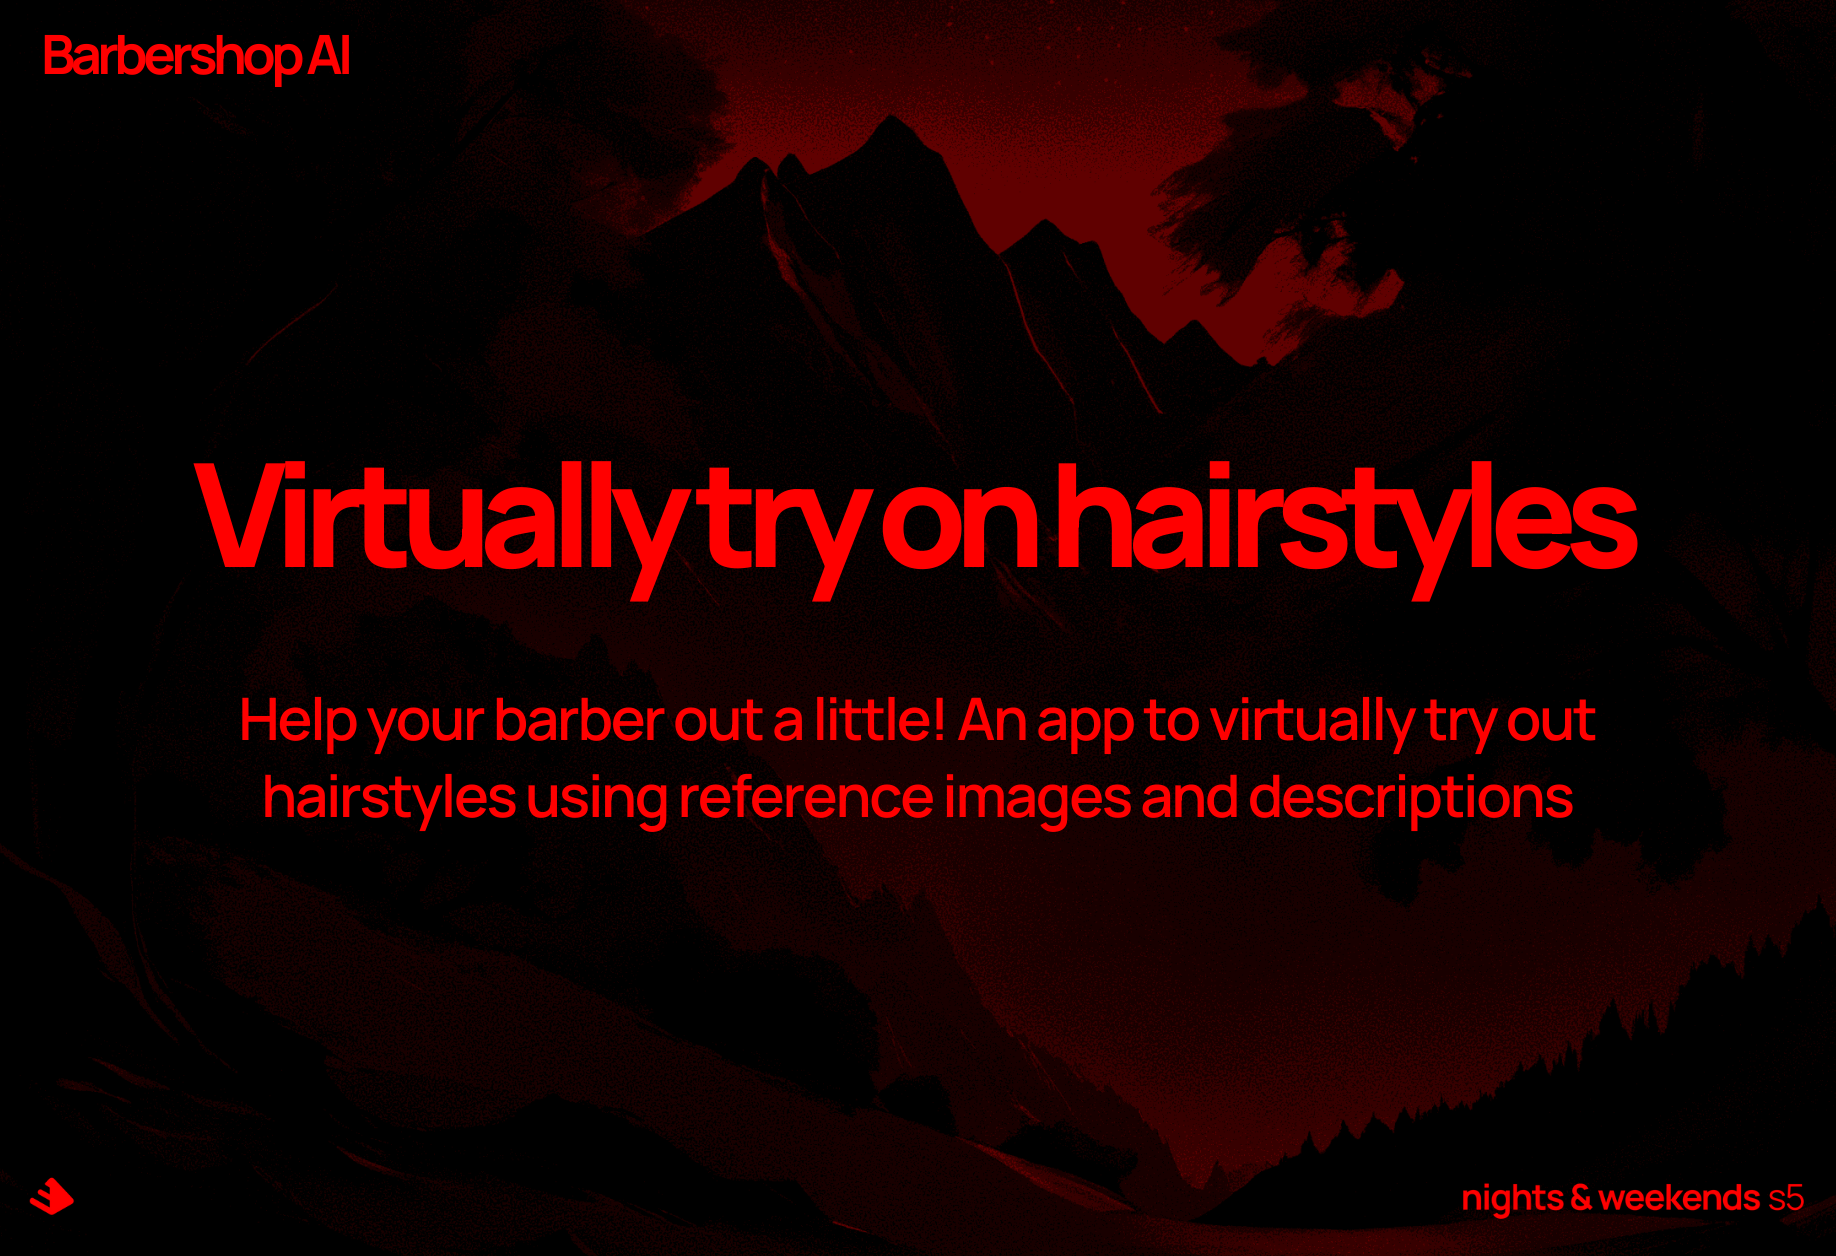 Barbershop AI
Virtually try on hairstyles
Help your barber out a little! An app to virtually try out
hairstyles using reference images and descriptions
nights & weekends s5